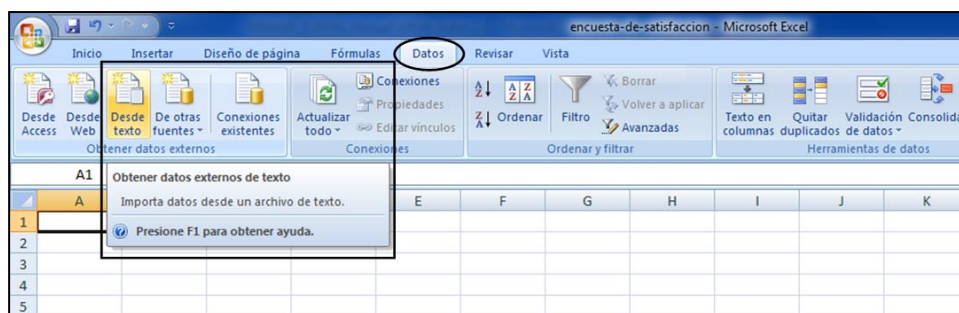 encuesta-de-satisfaccion - Microsoft Excel
Inicio Insertar Diseño de página Fórmulas Datos Revisar Vista
Desde Access
Desde Web
Desde texto
De otras fuentes
Conexiones existentes
Obtener datos externos
Actualizar todo
Conexiones
Propiedades
Editar vínculos
Conexiones
Ordenar
Filtro
Borrar
Volver a aplicar
Avanzadas
Ordenar y filtrar
Texto en columnas
Quitar duplicados
Validación de datos
Consolida
Herramientas de datos
A1
Obtener datos externos de texto
Importa datos desde un archivo de texto.
Presione F1 para obtener ayuda.
A E F G H I J K
1
2
3
4
5